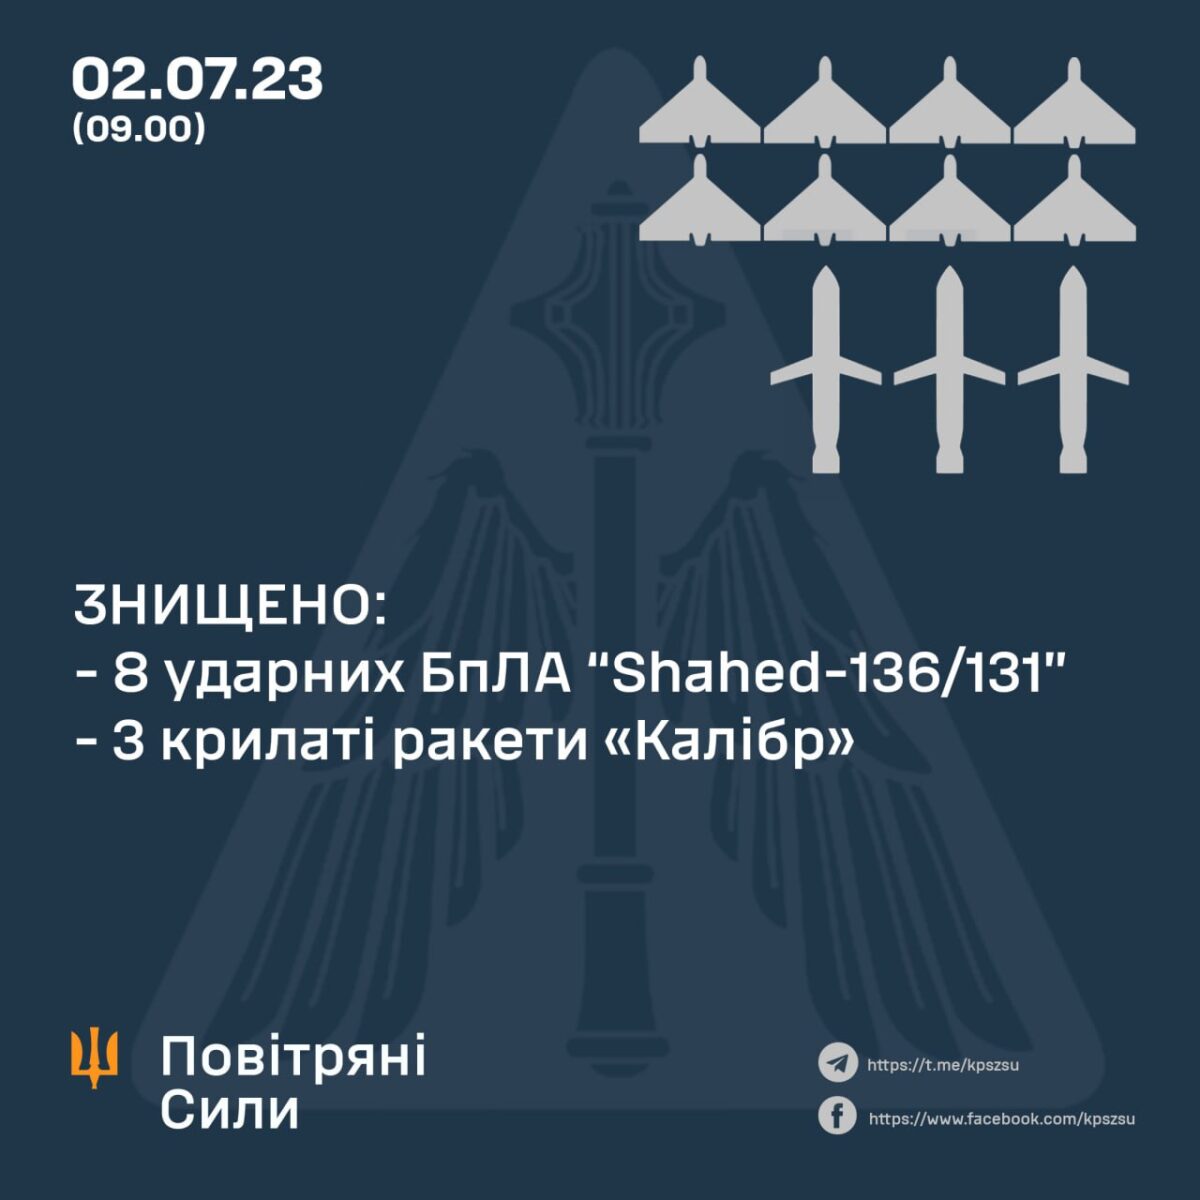 02.07.23
(09.00)
ЗНИЩЕНО:
- 8 ударних БпЛА “Shahed-136/131”
- 3 крилаті ракети «Калібр»
Повітряні
Сили
https://t.me/kpszsu
https://www.facebook.com/kpszsu